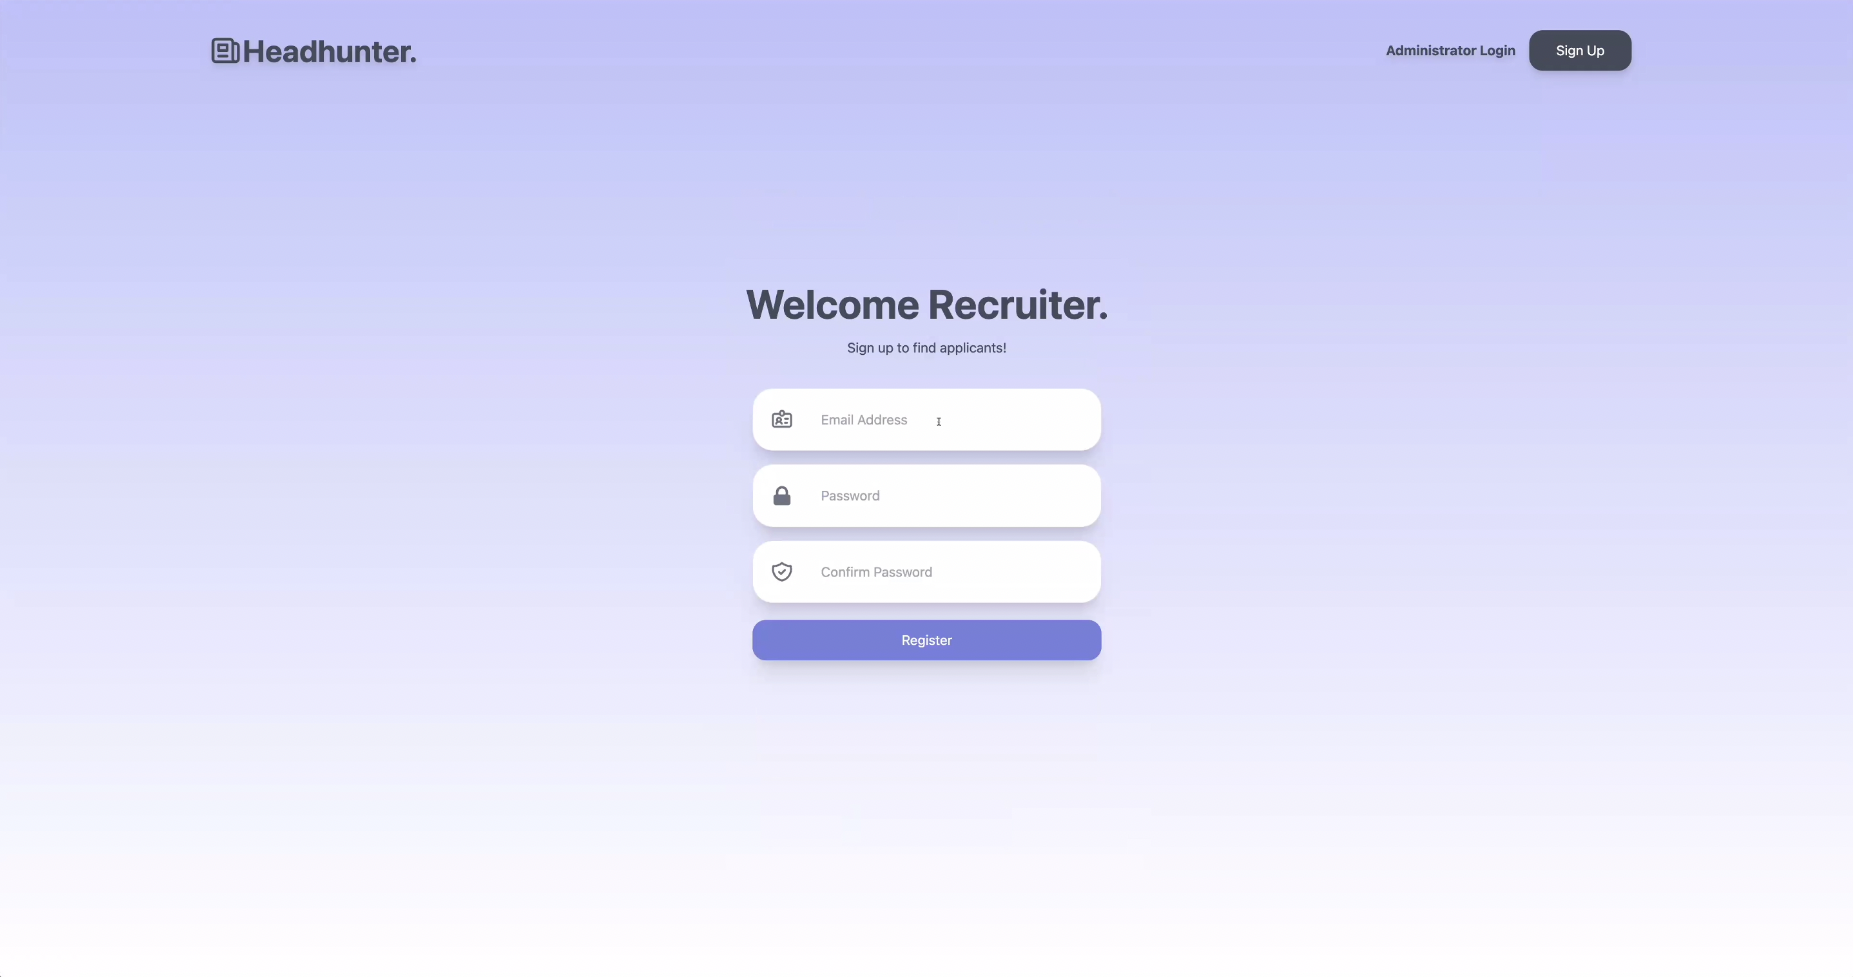 Headhunter.
Administrator Login
Sign Up
Welcome Recruiter.
Sign up to find applicants!
Email Address
Password
Confirm Password
Register